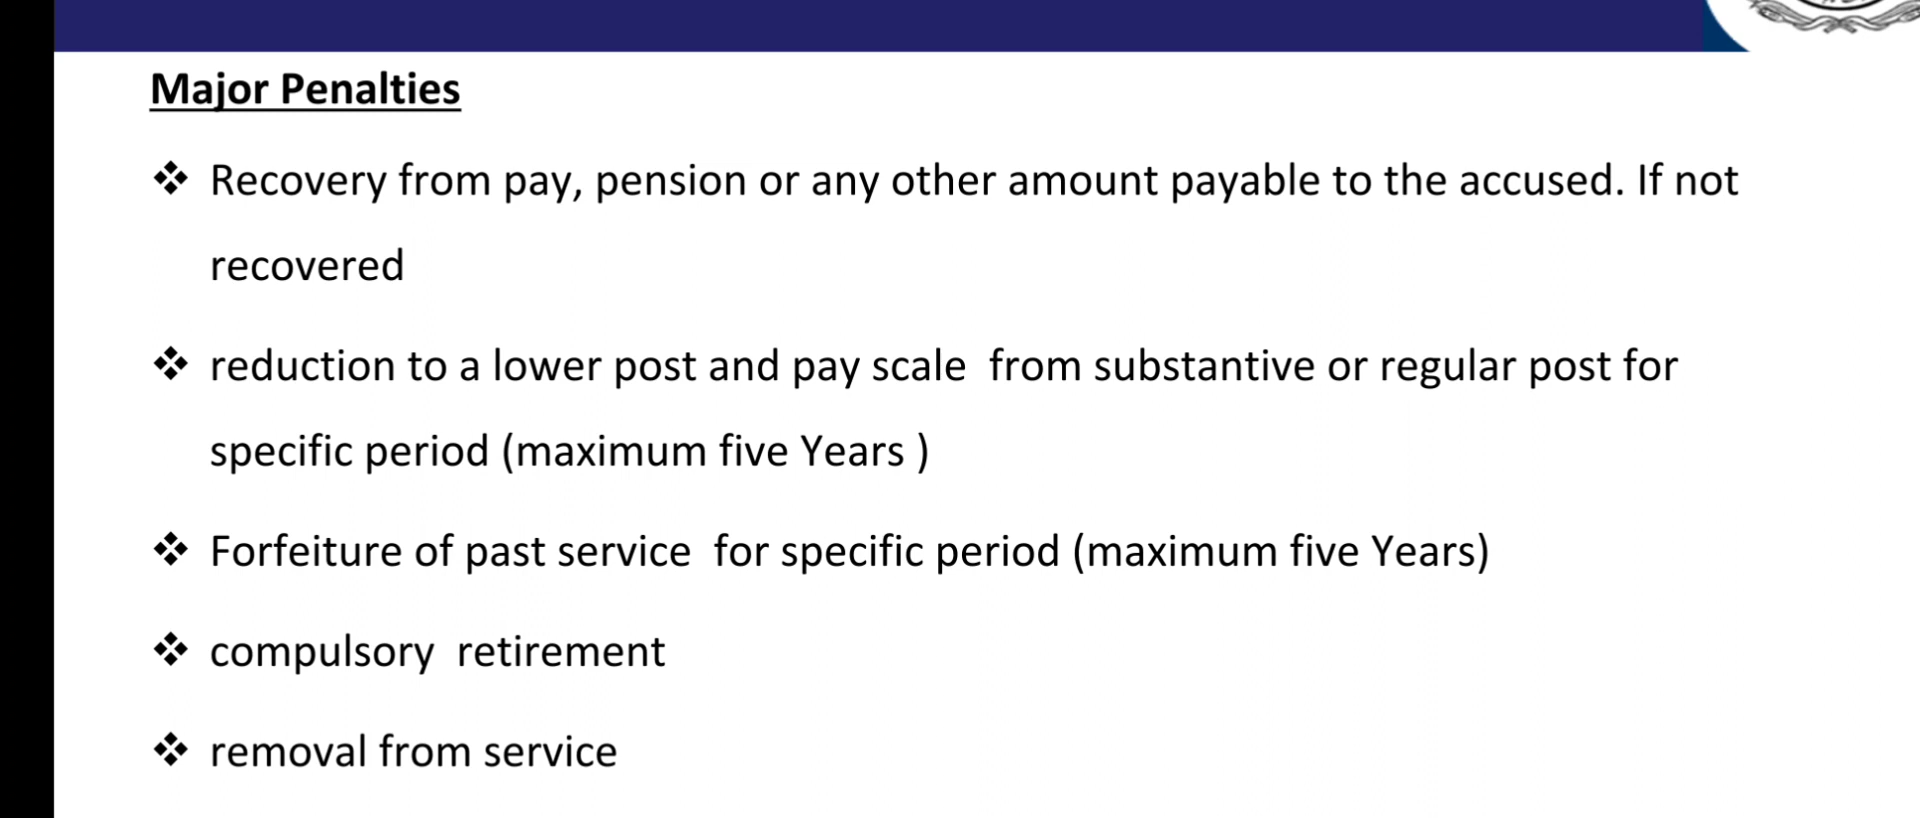 Major Penalties
❖ Recovery from pay, pension or any other amount payable to the accused. If not
recovered
❖ reduction to a lower post and pay scale  from substantive or regular post for
specific period (maximum five Years )
❖ Forfeiture of past service  for specific period (maximum five Years)
❖ compulsory  retirement
❖ removal from service